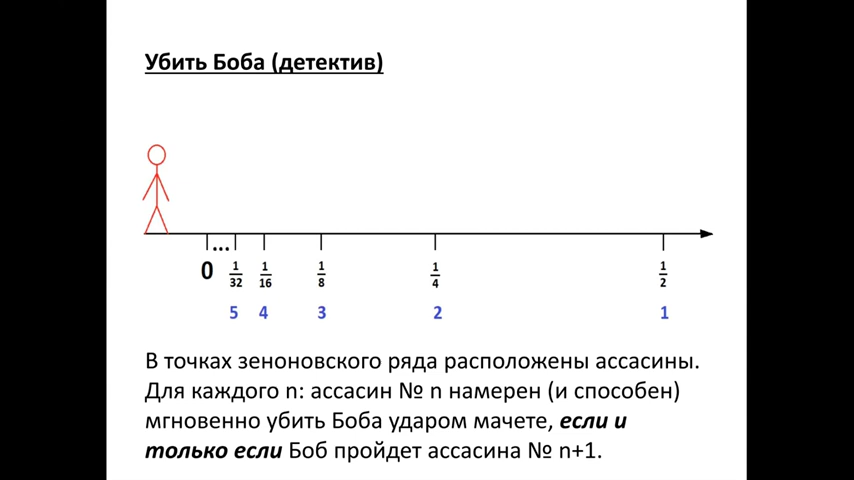 Убить Боба (детектив)
...
0 1/32 1/16 1/8 1/4 1/2
5 4 3 2 1
В точках зеноновского ряда расположены ассасины.
Для каждого n: ассасин № n намерен (и способен)
мгновенно убить Боба ударом мачете, если и
только если Боб пройдет ассасина № n+1.